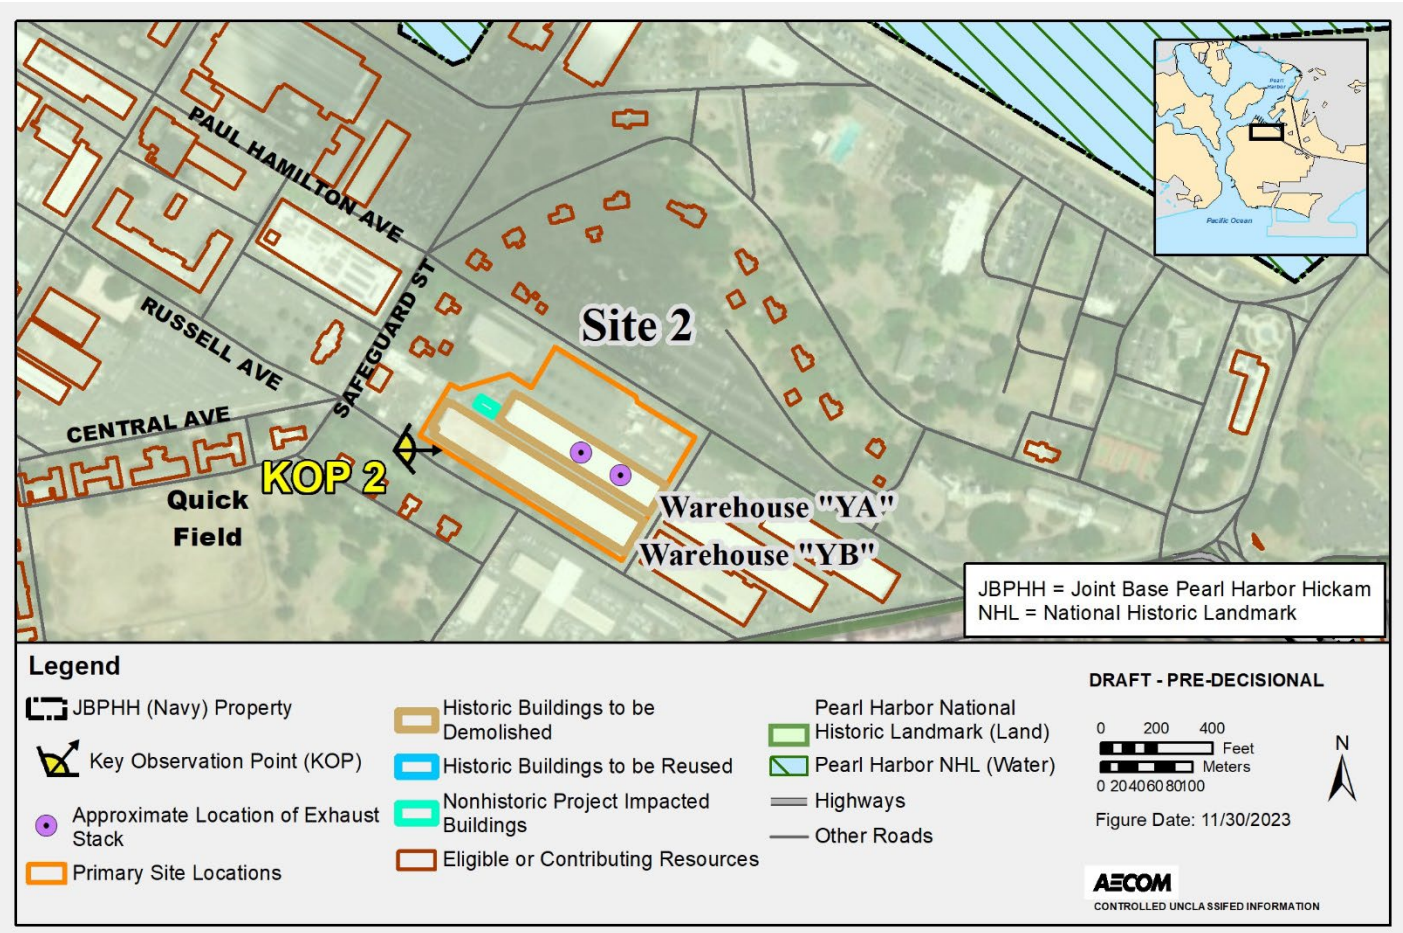 Pearl
Harbor
Pacific Ocean
PAUL HAMILTON AVE
SAFEGUARD ST
RUSSELL AVE
CENTRAL AVE
Site 2
KOP 2
Quick
Field
Warehouse "YA"
Warehouse "YB"
JBPHH = Joint Base Pearl Harbor Hickam
NHL = National Historic Landmark
Legend
JBPHH (Navy) Property
Key Observation Point (KOP)
Approximate Location of Exhaust
Stack
Primary Site Locations
Historic Buildings to be
Demolished
Historic Buildings to be Reused
Nonhistoric Project Impacted
Buildings
Eligible or Contributing Resources
Pearl Harbor National
Historic Landmark (Land)
Pearl Harbor NHL (Water)
Highways
Other Roads
DRAFT - PRE-DECISIONAL
0 200 400
Feet
Meters
0 20 40 60 80 100
N
Figure Date: 11/30/2023
AECOM
CONTROLLED UNCLASSIFED INFORMATION